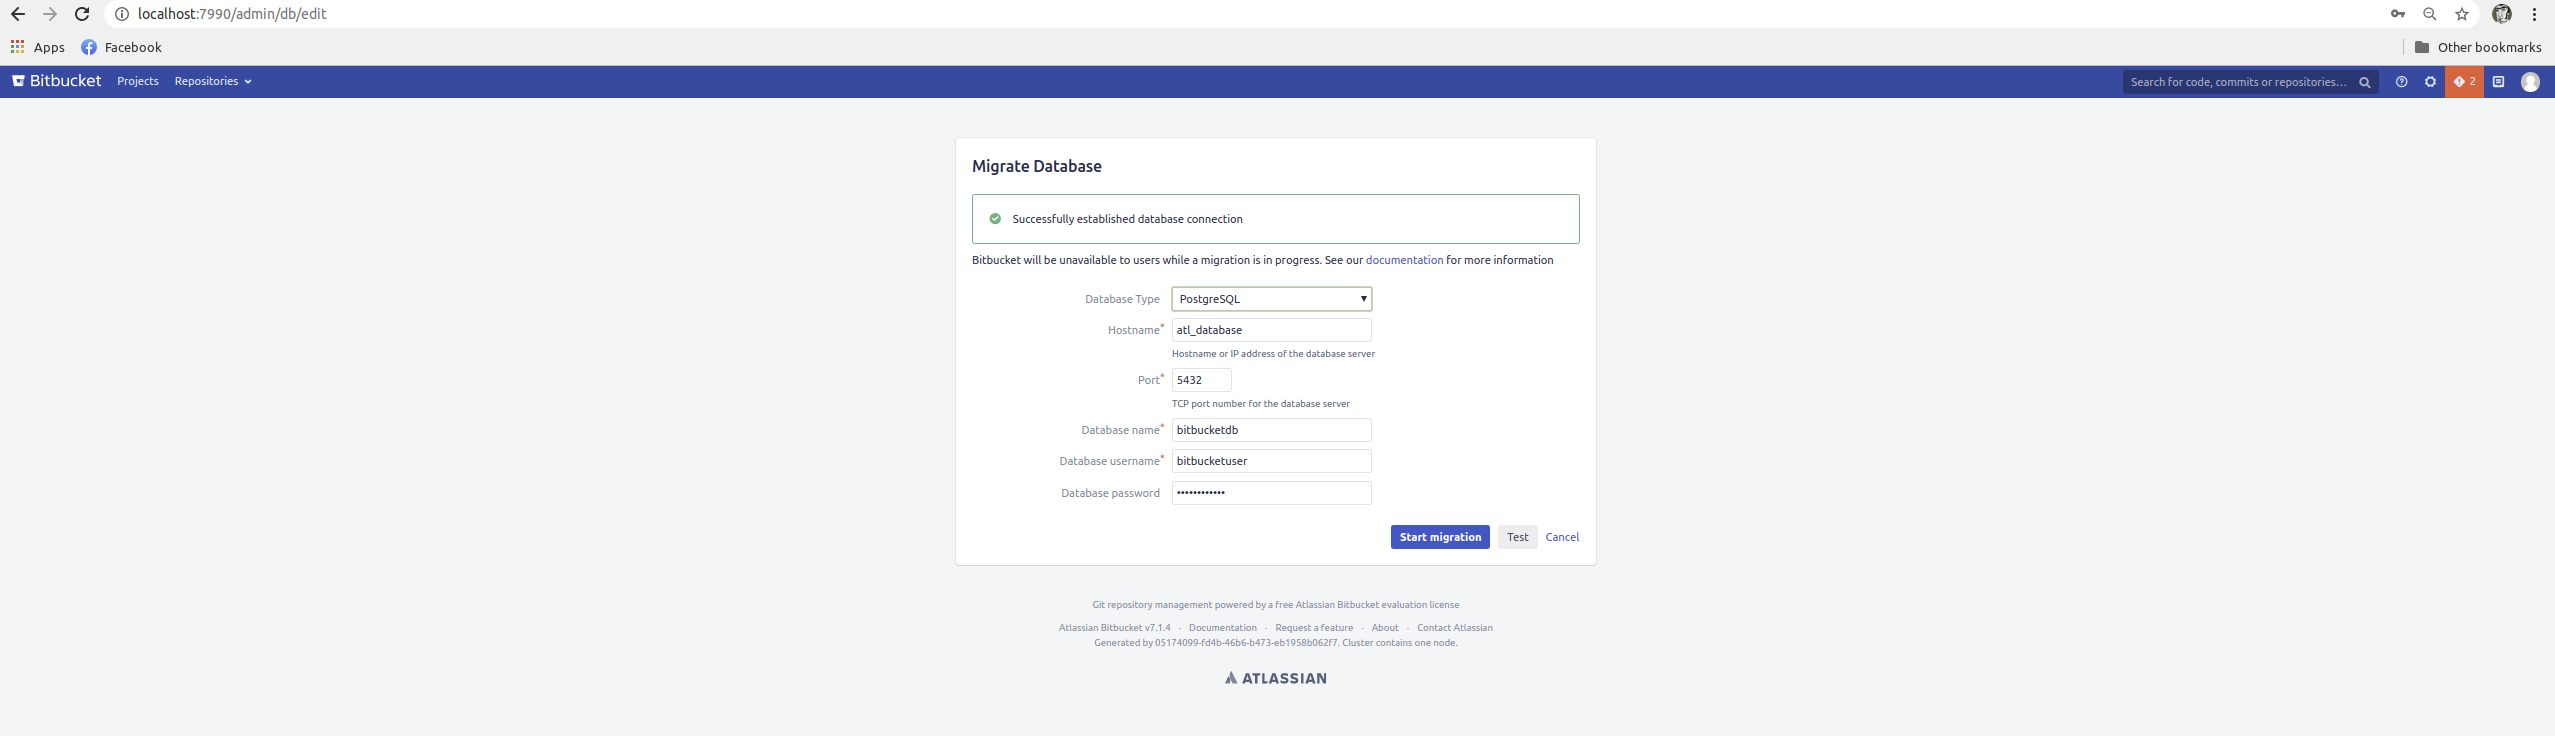 localhost:7990/admin/db/edit
Apps Facebook Other bookmarks
Bitbucket Projects Repositories Search for code, commits or repositories... 2
Migrate Database
Successfully established database connection
Bitbucket will be unavailable to users while a migration is in progress. See our documentation for more information
Database Type PostgreSQL
Hostname* atl_database
Hostname or IP address of the database server
Port* 5432
TCP port number for the database server
Database name* bitbucketdb
Database username* bitbucketuser
Database password ••••••••••••
Start migration Test Cancel
Git repository management powered by a free Atlassian Bitbucket evaluation license
Atlassian Bitbucket v7.1.4 · Documentation · Request a feature · About · Contact Atlassian
Generated by 05174099-fd4b-46b6-b473-eb1958b062f7. Cluster contains one node.
ATLASSIAN